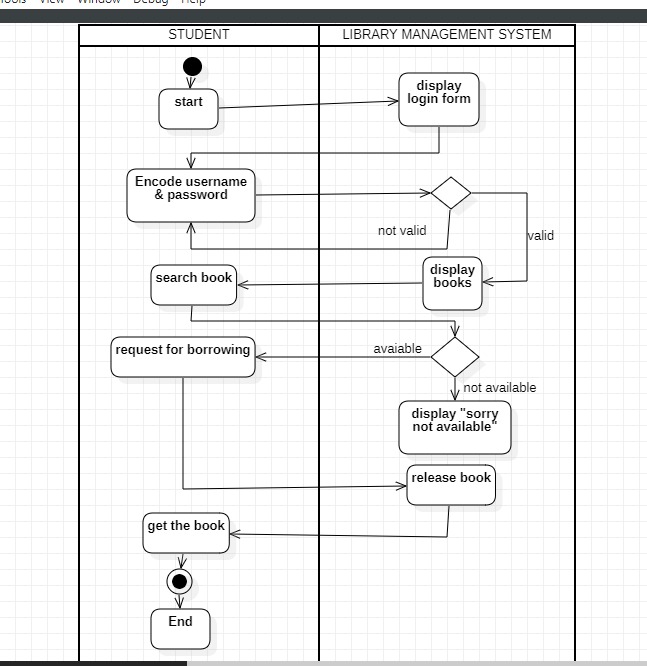 View Window Debug Help
STUDENT
LIBRARY MANAGEMENT SYSTEM
start
display
login form
Encode username
& password
not valid
valid
display
books
search book
request for borrowing
avaiable
not available
display "sorry
not available"
release book
get the book
End